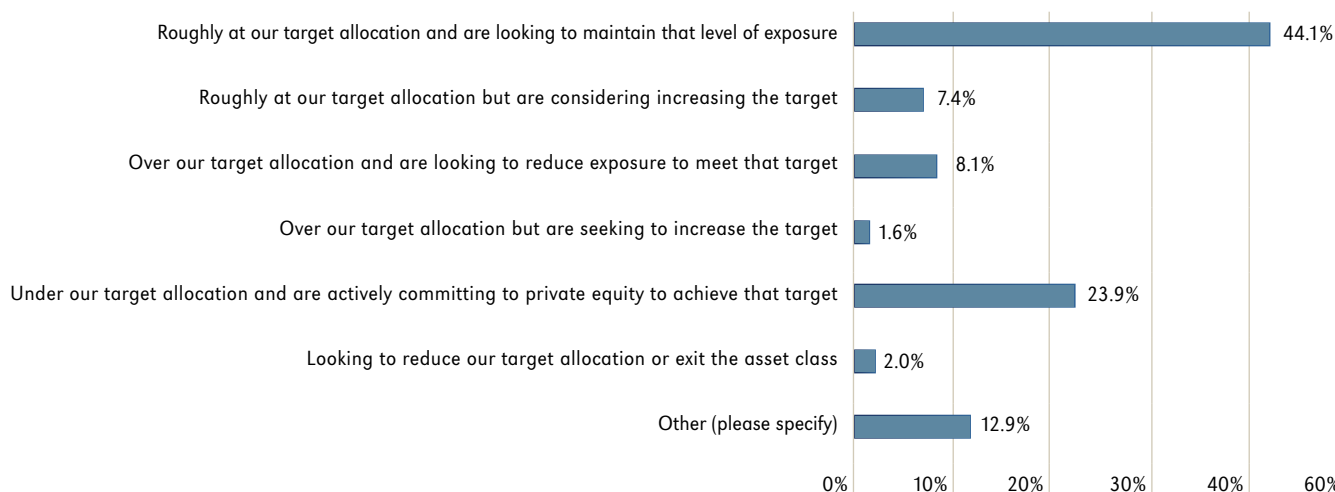 Roughly at our target allocation and are looking to maintain that level of exposure 44.1%
Roughly at our target allocation but are considering increasing the target 7.4%
Over our target allocation and are looking to reduce exposure to meet that target 8.1%
Over our target allocation but are seeking to increase the target 1.6%
Under our target allocation and are actively committing to private equity to achieve that target 23.9%
Looking to reduce our target allocation or exit the asset class 2.0%
Other (please specify) 12.9%
0% 10% 20% 30% 40% 60%